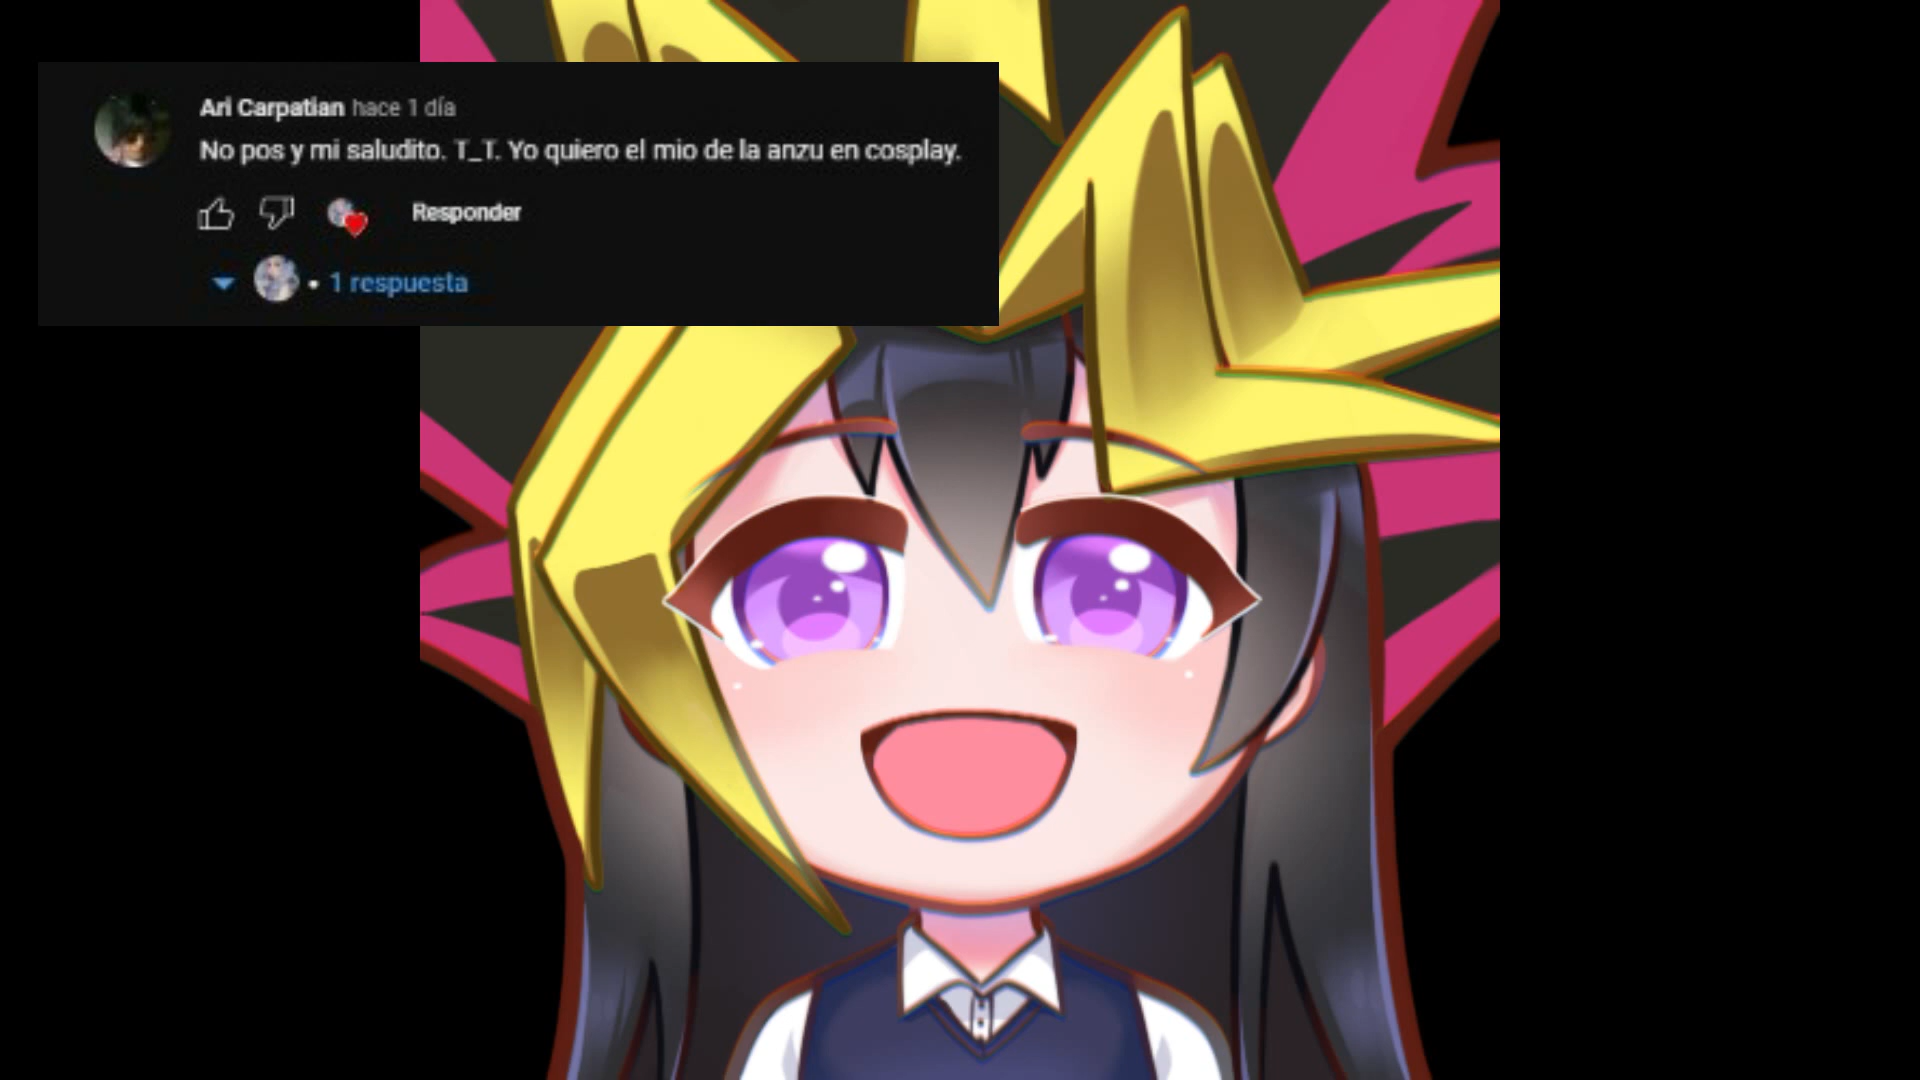 Ari Carpatian hace 1 día
No pos y mi saludito. T_T. Yo quiero el mio de la anzu en cosplay.
Responder
• 1 respuesta